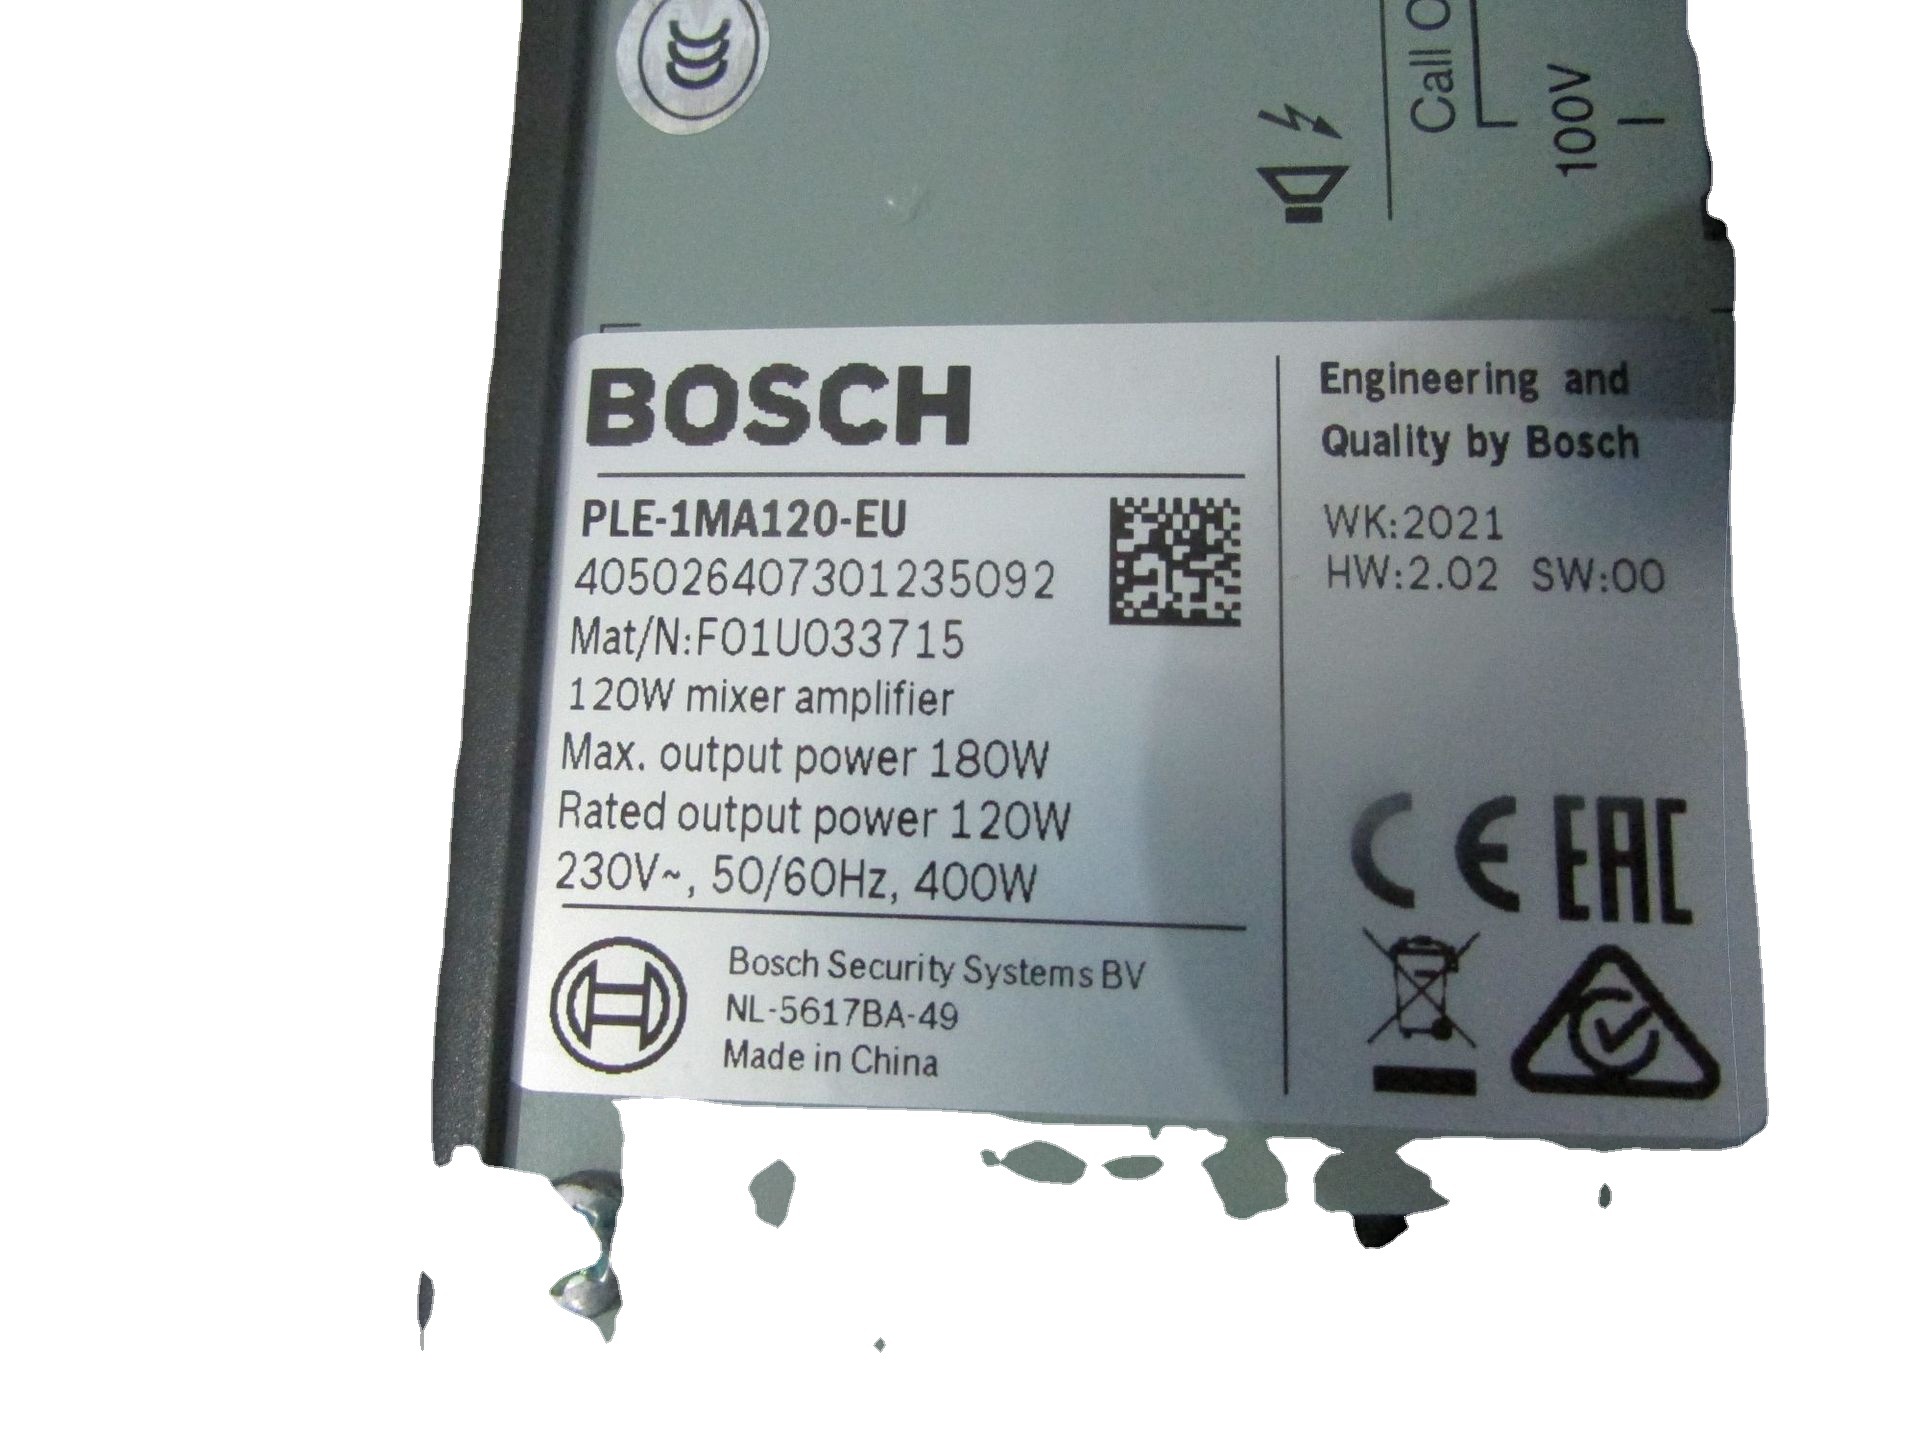 Call O
100V
BOSCH
PLE-1MA120-EU
405026407301235092
Mat/N:F01U033715
120W mixer amplifier
Max. output power 180W
Rated output power 120W
230V~, 50/60Hz, 400W
Bosch Security Systems BV
NL-5617BA-49
Made in China
Engineering and
Quality by Bosch
WK:2021
HW:2.02 SW:00
CE EAC